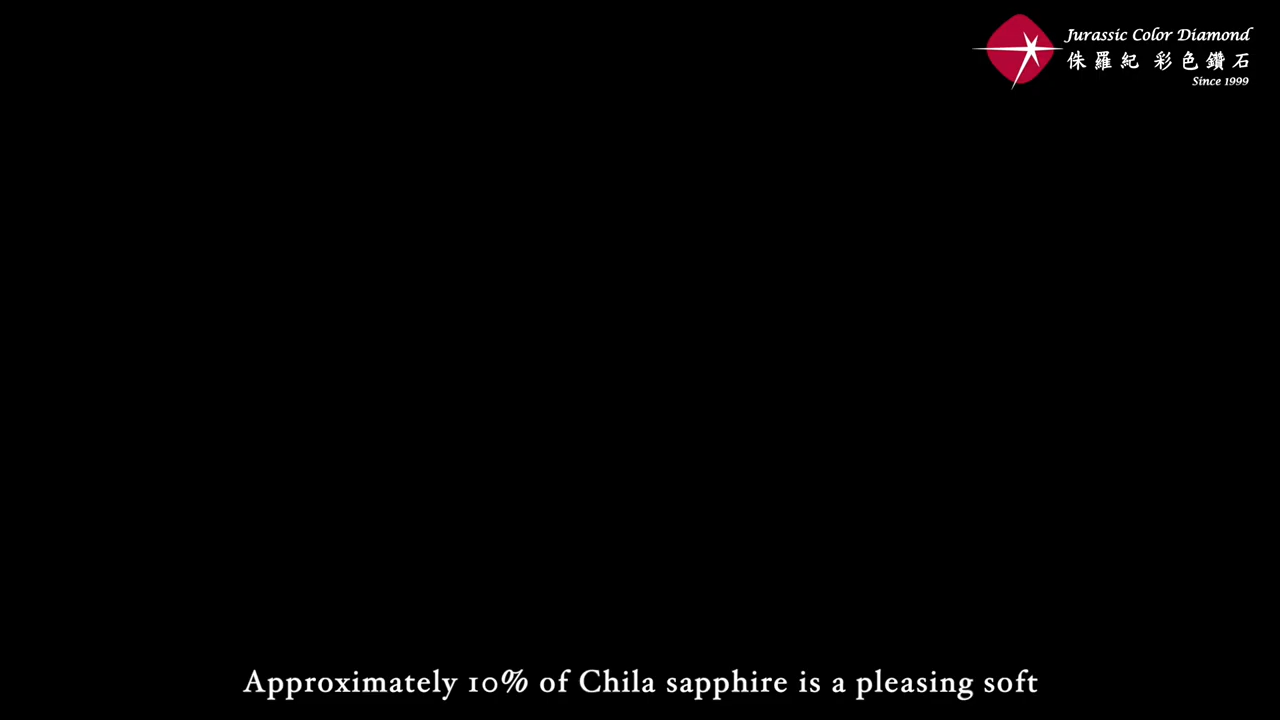 Jurassic Color Diamond
侏羅紀 彩色鑽石
Since 1999
Approximately 10% of Chila sapphire is a pleasing soft